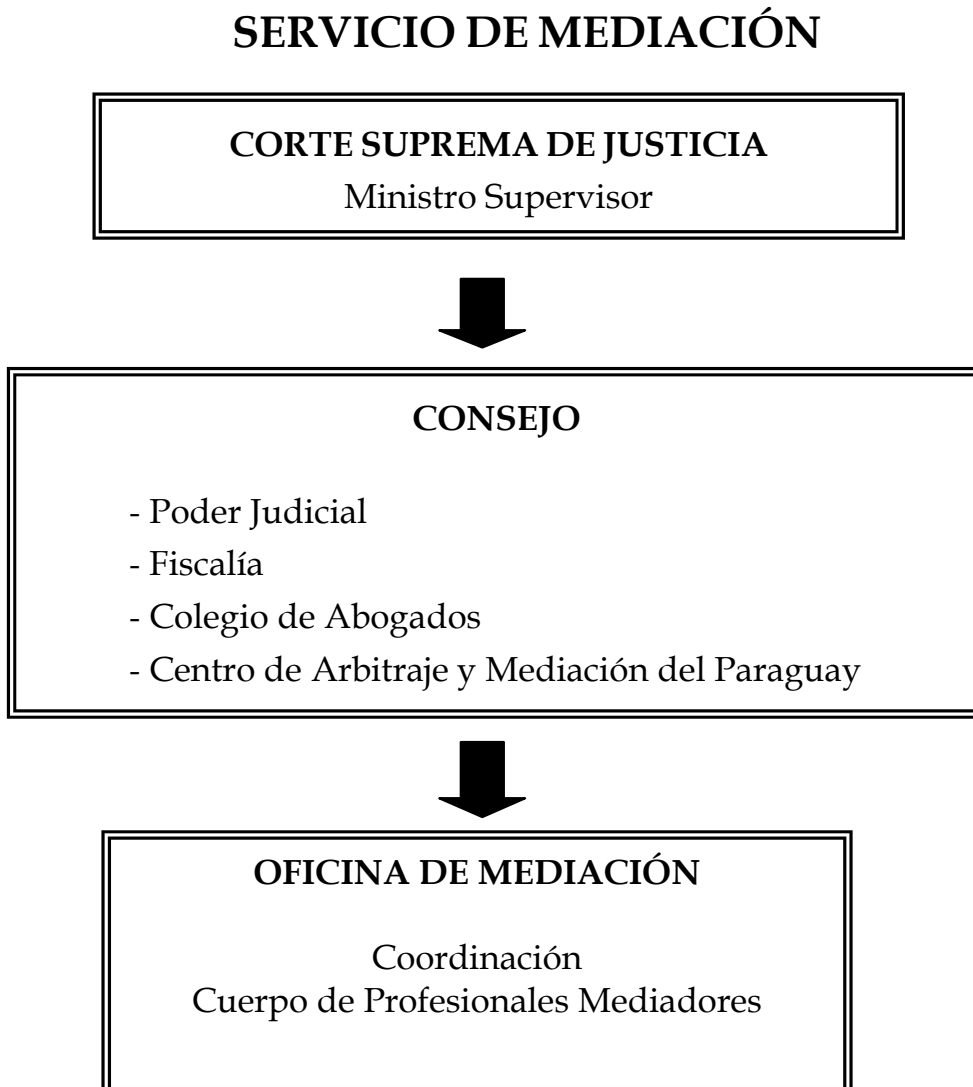 SERVICIO DE MEDIACIÓN
CORTE SUPREMA DE JUSTICIA
Ministro Supervisor
CONSEJO
- Poder Judicial
- Fiscalía
- Colegio de Abogados
- Centro de Arbitraje y Mediación del Paraguay
OFICINA DE MEDIACIÓN
Coordinación
Cuerpo de Profesionales Mediadores